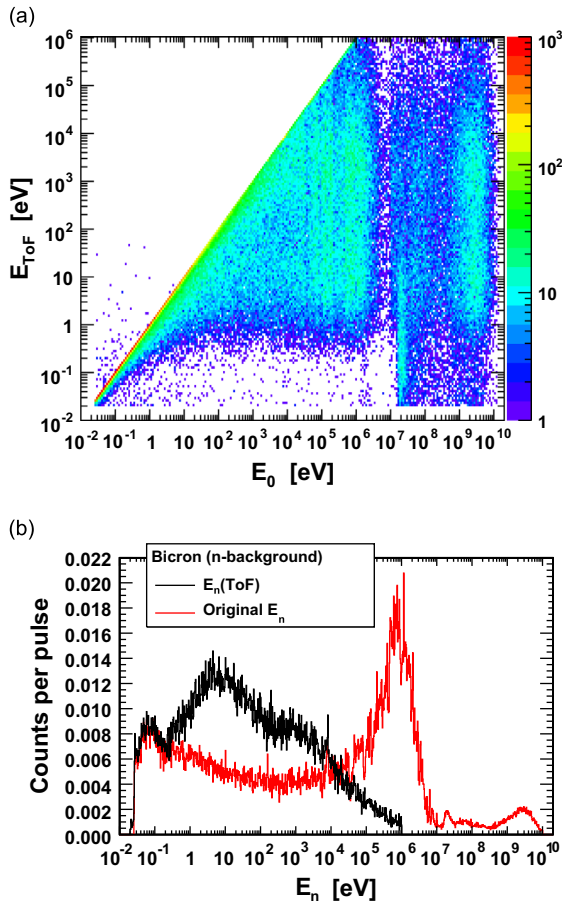 (a)
10^6
10^5
10^4
10^3
10^2
10
1
10^-1
10^-2
E_ToF [eV]
10^-2 10^-1 1 10 10^2 10^3 10^4 10^5 10^6 10^7 10^8 10^9 10^10
E_0 [eV]
10^3
10^2
10
1
(b)
Bicron (n-background)
E_n(ToF)
Original E_n
0.022
0.020
0.018
0.016
0.014
0.012
0.010
0.008
0.006
0.004
0.002
0.000
Counts per pulse
10^-2 10^-1 1 10 10^2 10^3 10^4 10^5 10^6 10^7 10^8 10^9 10^10
E_n [eV]